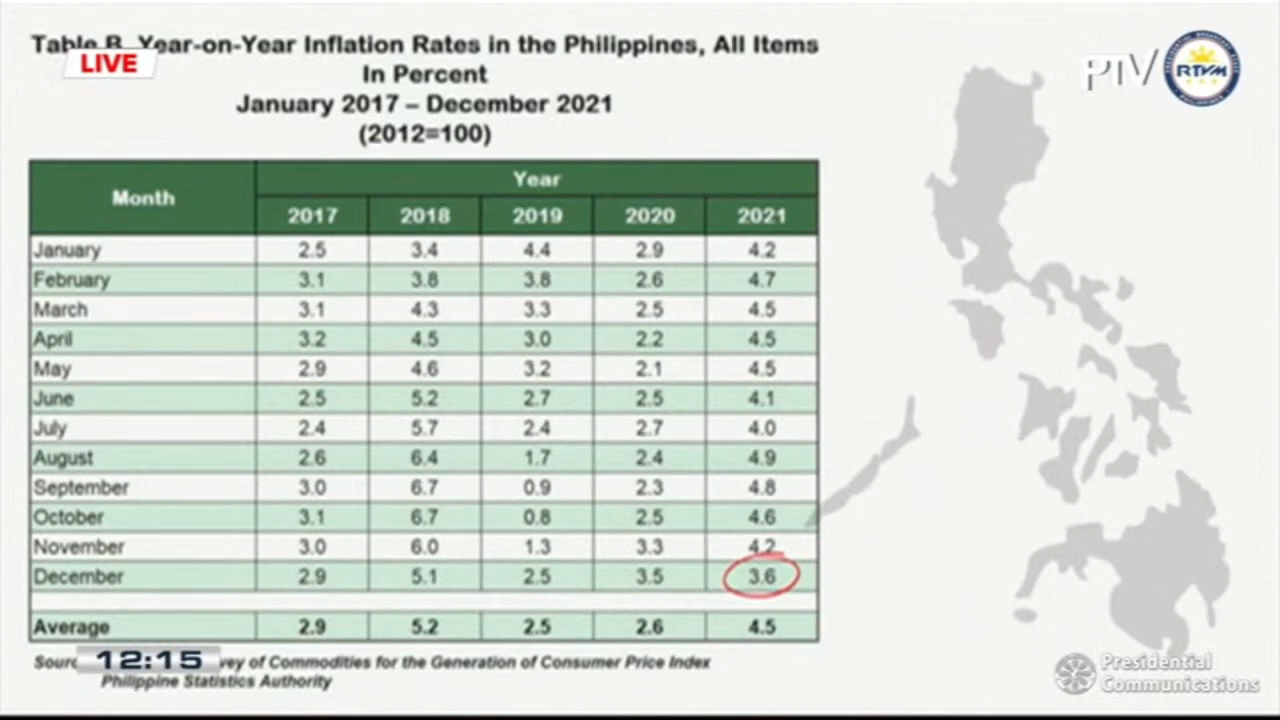 Table B. Year-on-Year Inflation Rates in the Philippines, All Items
LIVE
In Percent
January 2017 – December 2021
(2012=100)
PTV
RTVM
PHILIPPINES
Month Year
2017 2018 2019 2020 2021
January 2.5 3.4 4.4 2.9 4.2
February 3.1 3.8 3.8 2.6 4.7
March 3.1 4.3 3.3 2.5 4.5
April 3.2 4.5 3.0 2.2 4.5
May 2.9 4.6 3.2 2.1 4.5
June 2.5 5.2 2.7 2.5 4.1
July 2.4 5.7 2.4 2.7 4.0
August 2.6 6.4 1.7 2.4 4.9
September 3.0 6.7 0.9 2.3 4.8
October 3.1 6.7 0.8 2.5 4.6
November 3.0 6.0 1.3 3.3 4.2
December 2.9 5.1 2.5 3.5 3.6
Average 2.9 5.2 2.5 2.6 4.5
12:15 of Commodities for the Generation of Consumer Price Index
Philippine Statistics Authority
Presidential
Communications